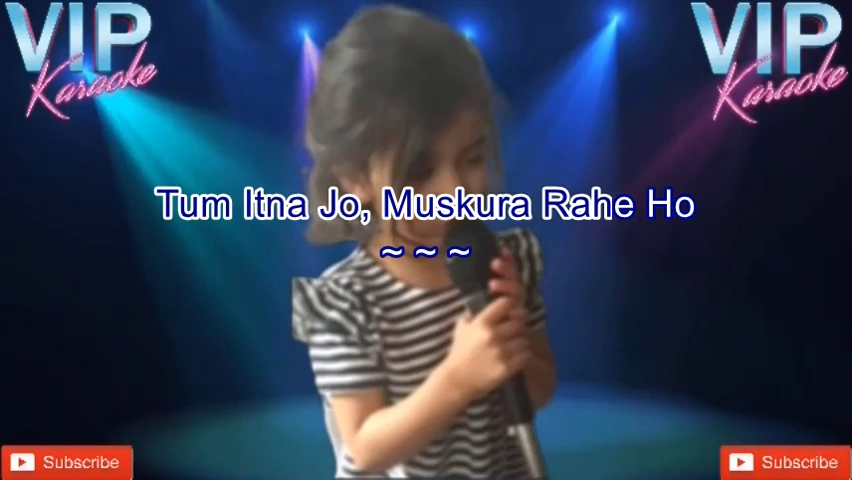 VIP VIP
Karaoke Karaoke
Tum Itna Jo, Muskura Rahe Ho
~ ~ ~
Subscribe Subscribe